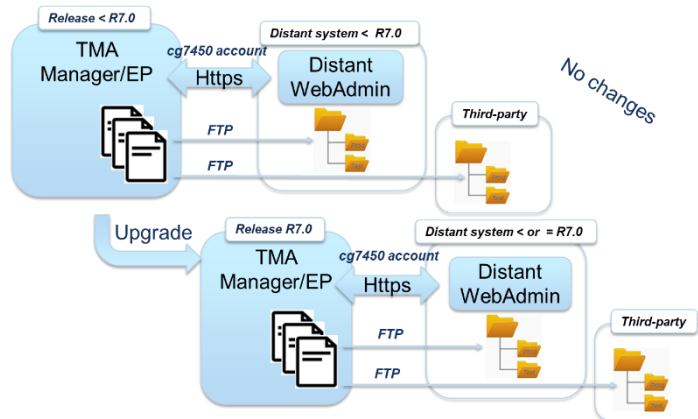 Release < R7.0
TMA
Manager/EP
cg7450 account
Https
Distant system < R7.0
Distant
WebAdmin
FTP
FTP
Third-party
No changes
Upgrade
Release R7.0
TMA
Manager/EP
cg7450 account
Https
Distant system < or = R7.0
Distant
WebAdmin
FTP
FTP
Third-party